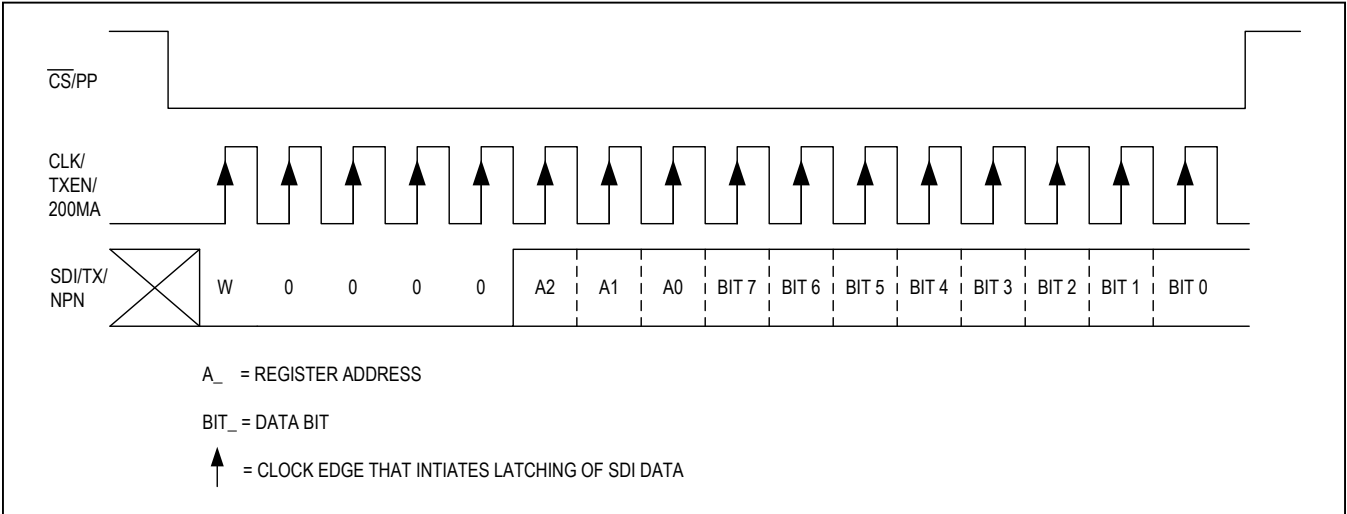 CS/PP
CLK/
TXEN/
200MA
SDI/TX/
NPN
W 0 0 0 0 A2 A1 A0 BIT 7 BIT 6 BIT 5 BIT 4 BIT 3 BIT 2 BIT 1 BIT 0
A_ = REGISTER ADDRESS
BIT_ = DATA BIT
= CLOCK EDGE THAT INTIATES LATCHING OF SDI DATA